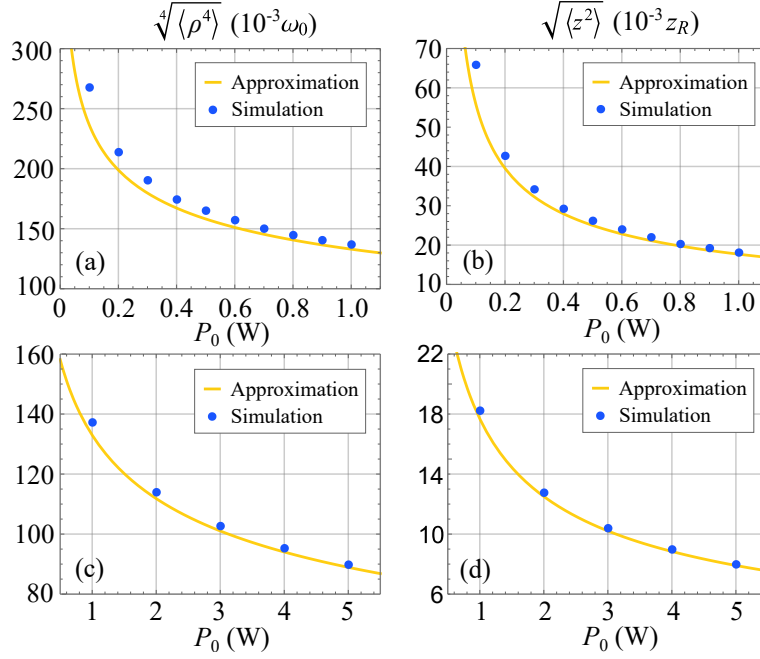 ∜⟨ρ⁴⟩ (10⁻³ω₀)
√⟨z²⟩ (10⁻³ z_R)
300
250
200
150
100
Approximation
Simulation
(a)
0 0.2 0.4 0.6 0.8 1.0
P₀ (W)
70
60
50
40
30
20
10
Approximation
Simulation
(b)
0 0.2 0.4 0.6 0.8 1.0
P₀ (W)
160
140
120
100
80
Approximation
Simulation
(c)
1 2 3 4 5
P₀ (W)
22
18
14
10
6
Approximation
Simulation
(d)
1 2 3 4 5
P₀ (W)